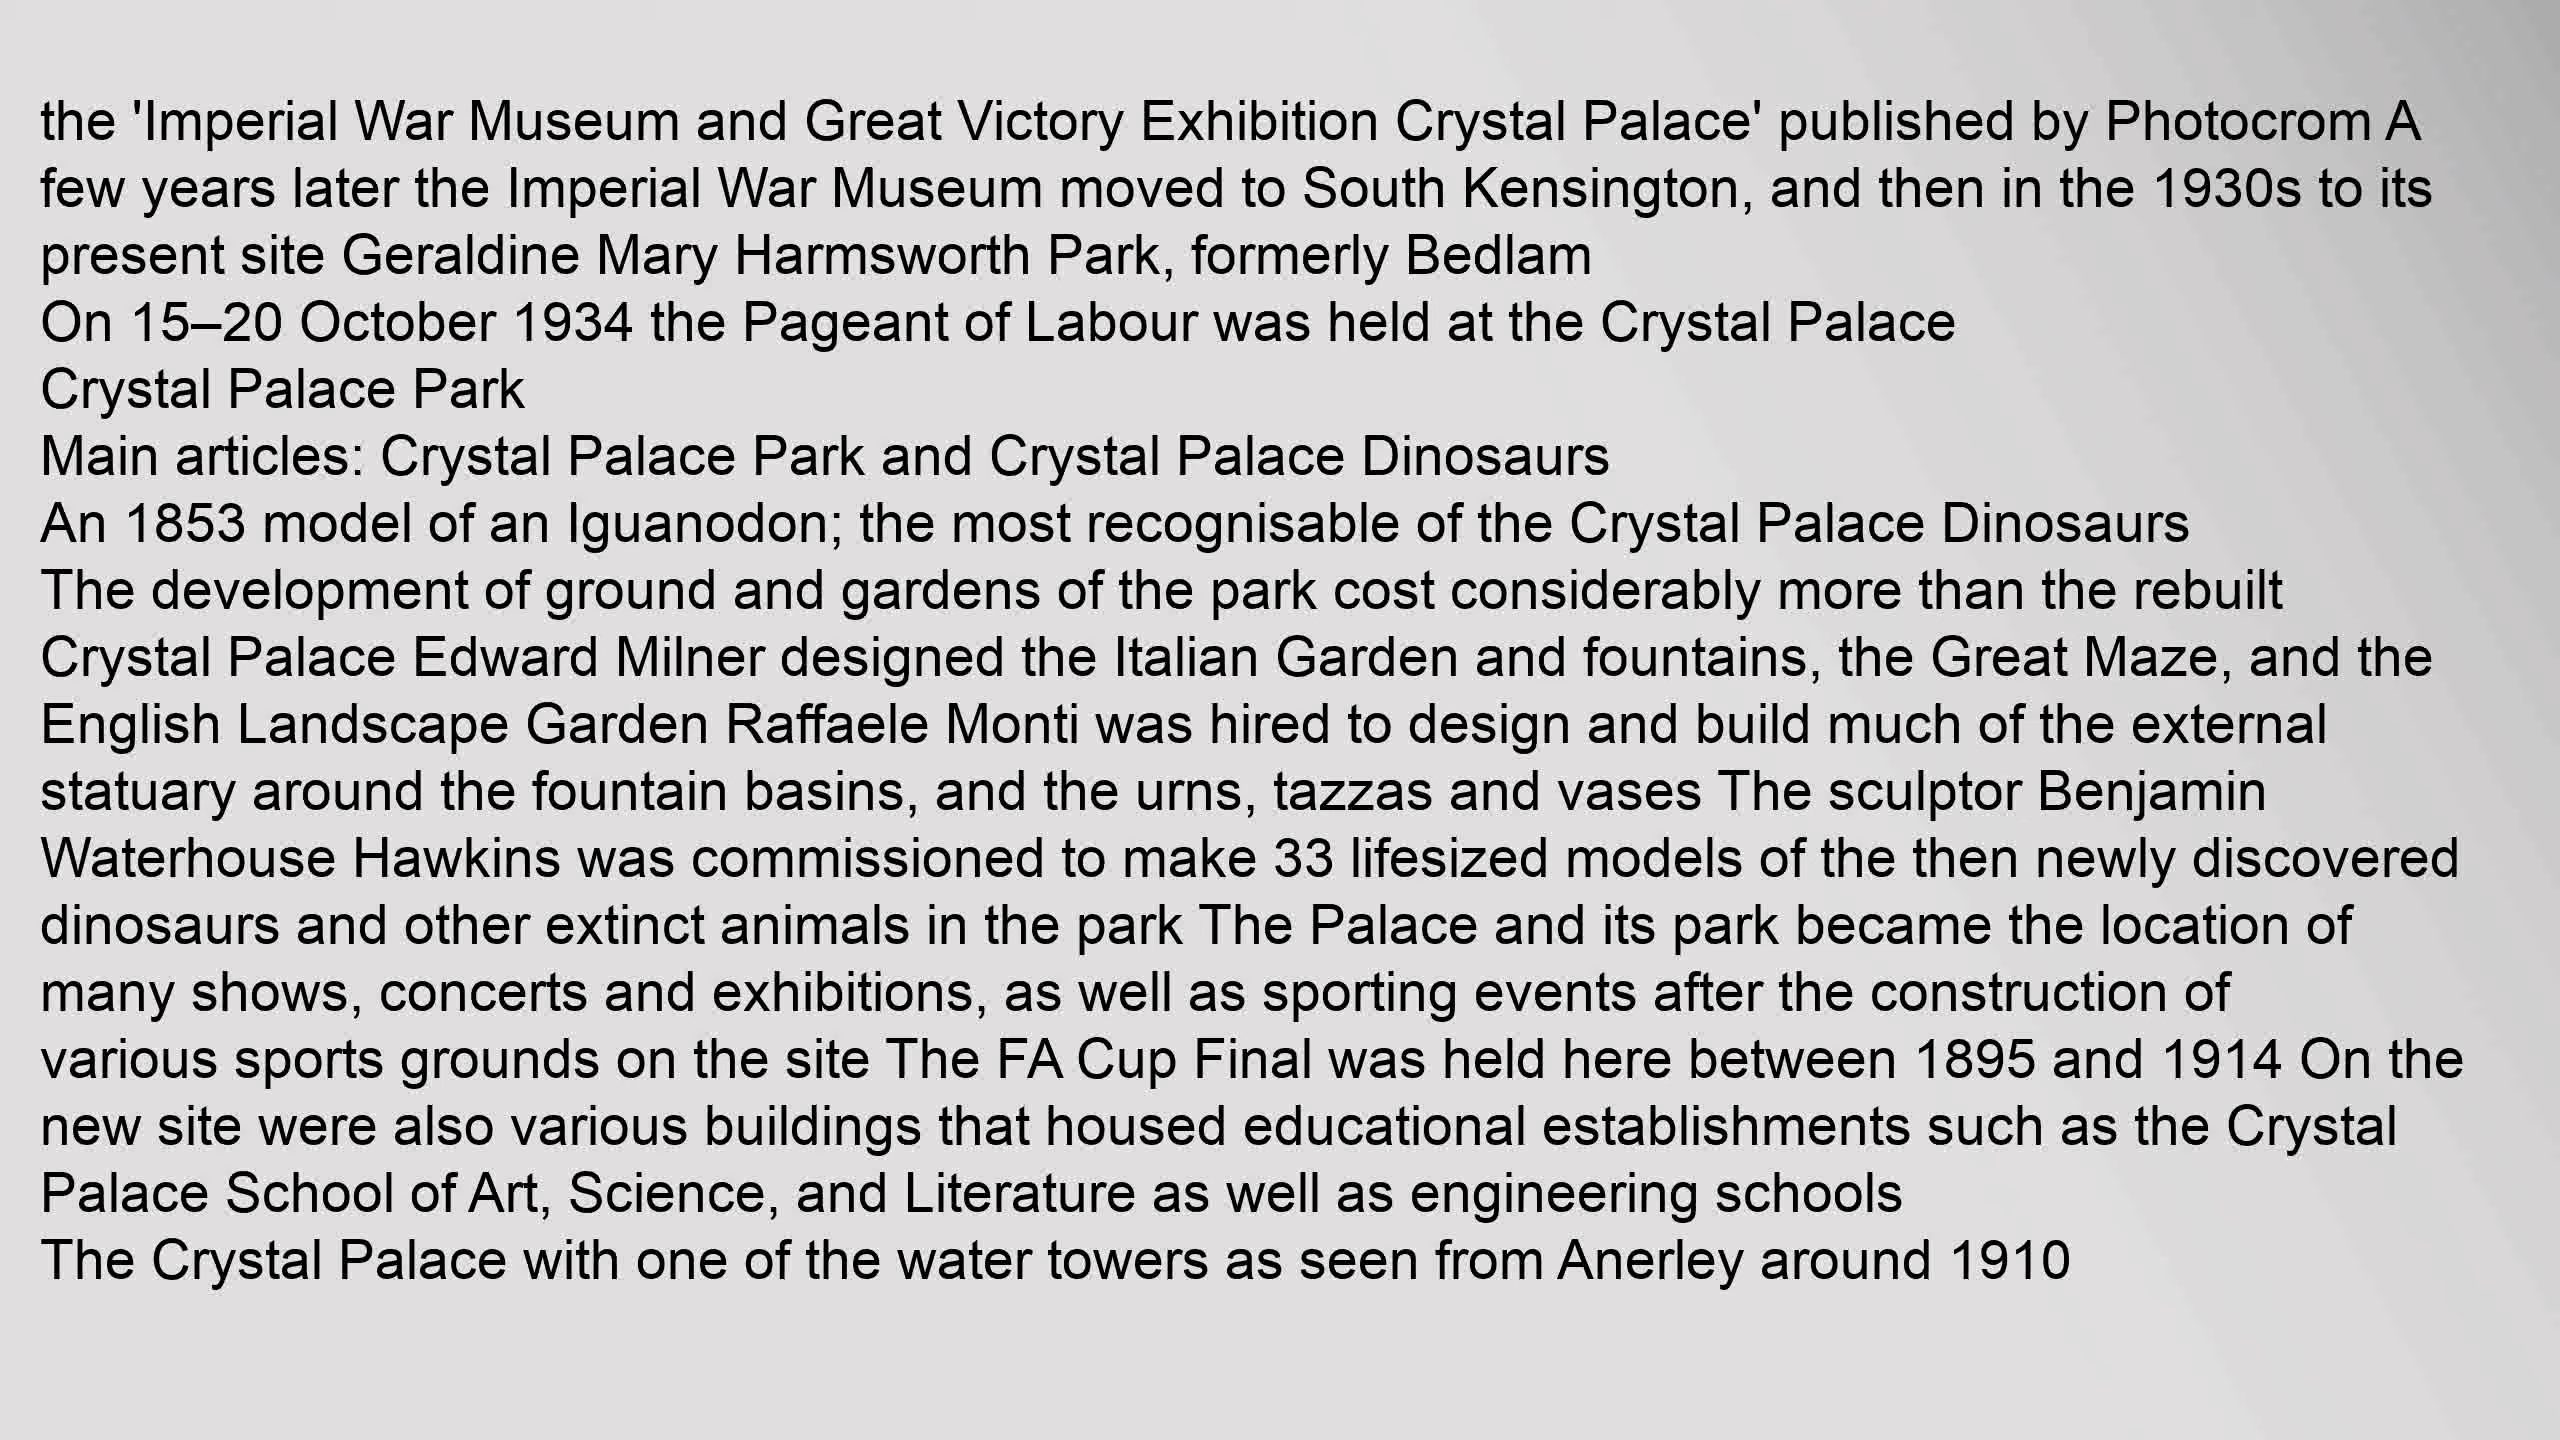 the 'Imperial War Museum and Great Victory Exhibition Crystal Palace' published by Photocrom A
few years later the Imperial War Museum moved to South Kensington, and then in the 1930s to its
present site Geraldine Mary Harmsworth Park, formerly Bedlam
On 15–20 October 1934 the Pageant of Labour was held at the Crystal Palace
Crystal Palace Park
Main articles: Crystal Palace Park and Crystal Palace Dinosaurs
An 1853 model of an Iguanodon; the most recognisable of the Crystal Palace Dinosaurs
The development of ground and gardens of the park cost considerably more than the rebuilt
Crystal Palace Edward Milner designed the Italian Garden and fountains, the Great Maze, and the
English Landscape Garden Raffaele Monti was hired to design and build much of the external
statuary around the fountain basins, and the urns, tazzas and vases The sculptor Benjamin
Waterhouse Hawkins was commissioned to make 33 lifesized models of the then newly discovered
dinosaurs and other extinct animals in the park The Palace and its park became the location of
many shows, concerts and exhibitions, as well as sporting events after the construction of
various sports grounds on the site The FA Cup Final was held here between 1895 and 1914 On the
new site were also various buildings that housed educational establishments such as the Crystal
Palace School of Art, Science, and Literature as well as engineering schools
The Crystal Palace with one of the water towers as seen from Anerley around 1910